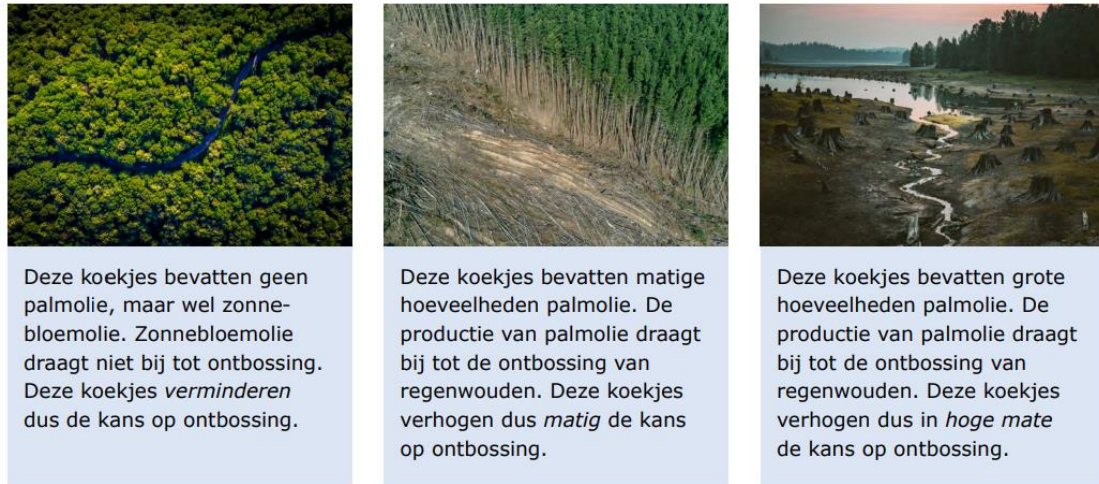 Deze koekjes bevatten geen
palmolie, maar wel zonne-
bloemolie. Zonnebloemolie
draagt niet bij tot ontbossing.
Deze koekjes verminderen
dus de kans op ontbossing.
Deze koekjes bevatten matige
hoeveelheden palmolie. De
productie van palmolie draagt
bij tot de ontbossing van
regenwouden. Deze koekjes
verhogen dus matig de kans
op ontbossing.
Deze koekjes bevatten grote
hoeveelheden palmolie. De
productie van palmolie draagt
bij tot de ontbossing van
regenwouden. Deze koekjes
verhogen dus in hoge mate
de kans op ontbossing.